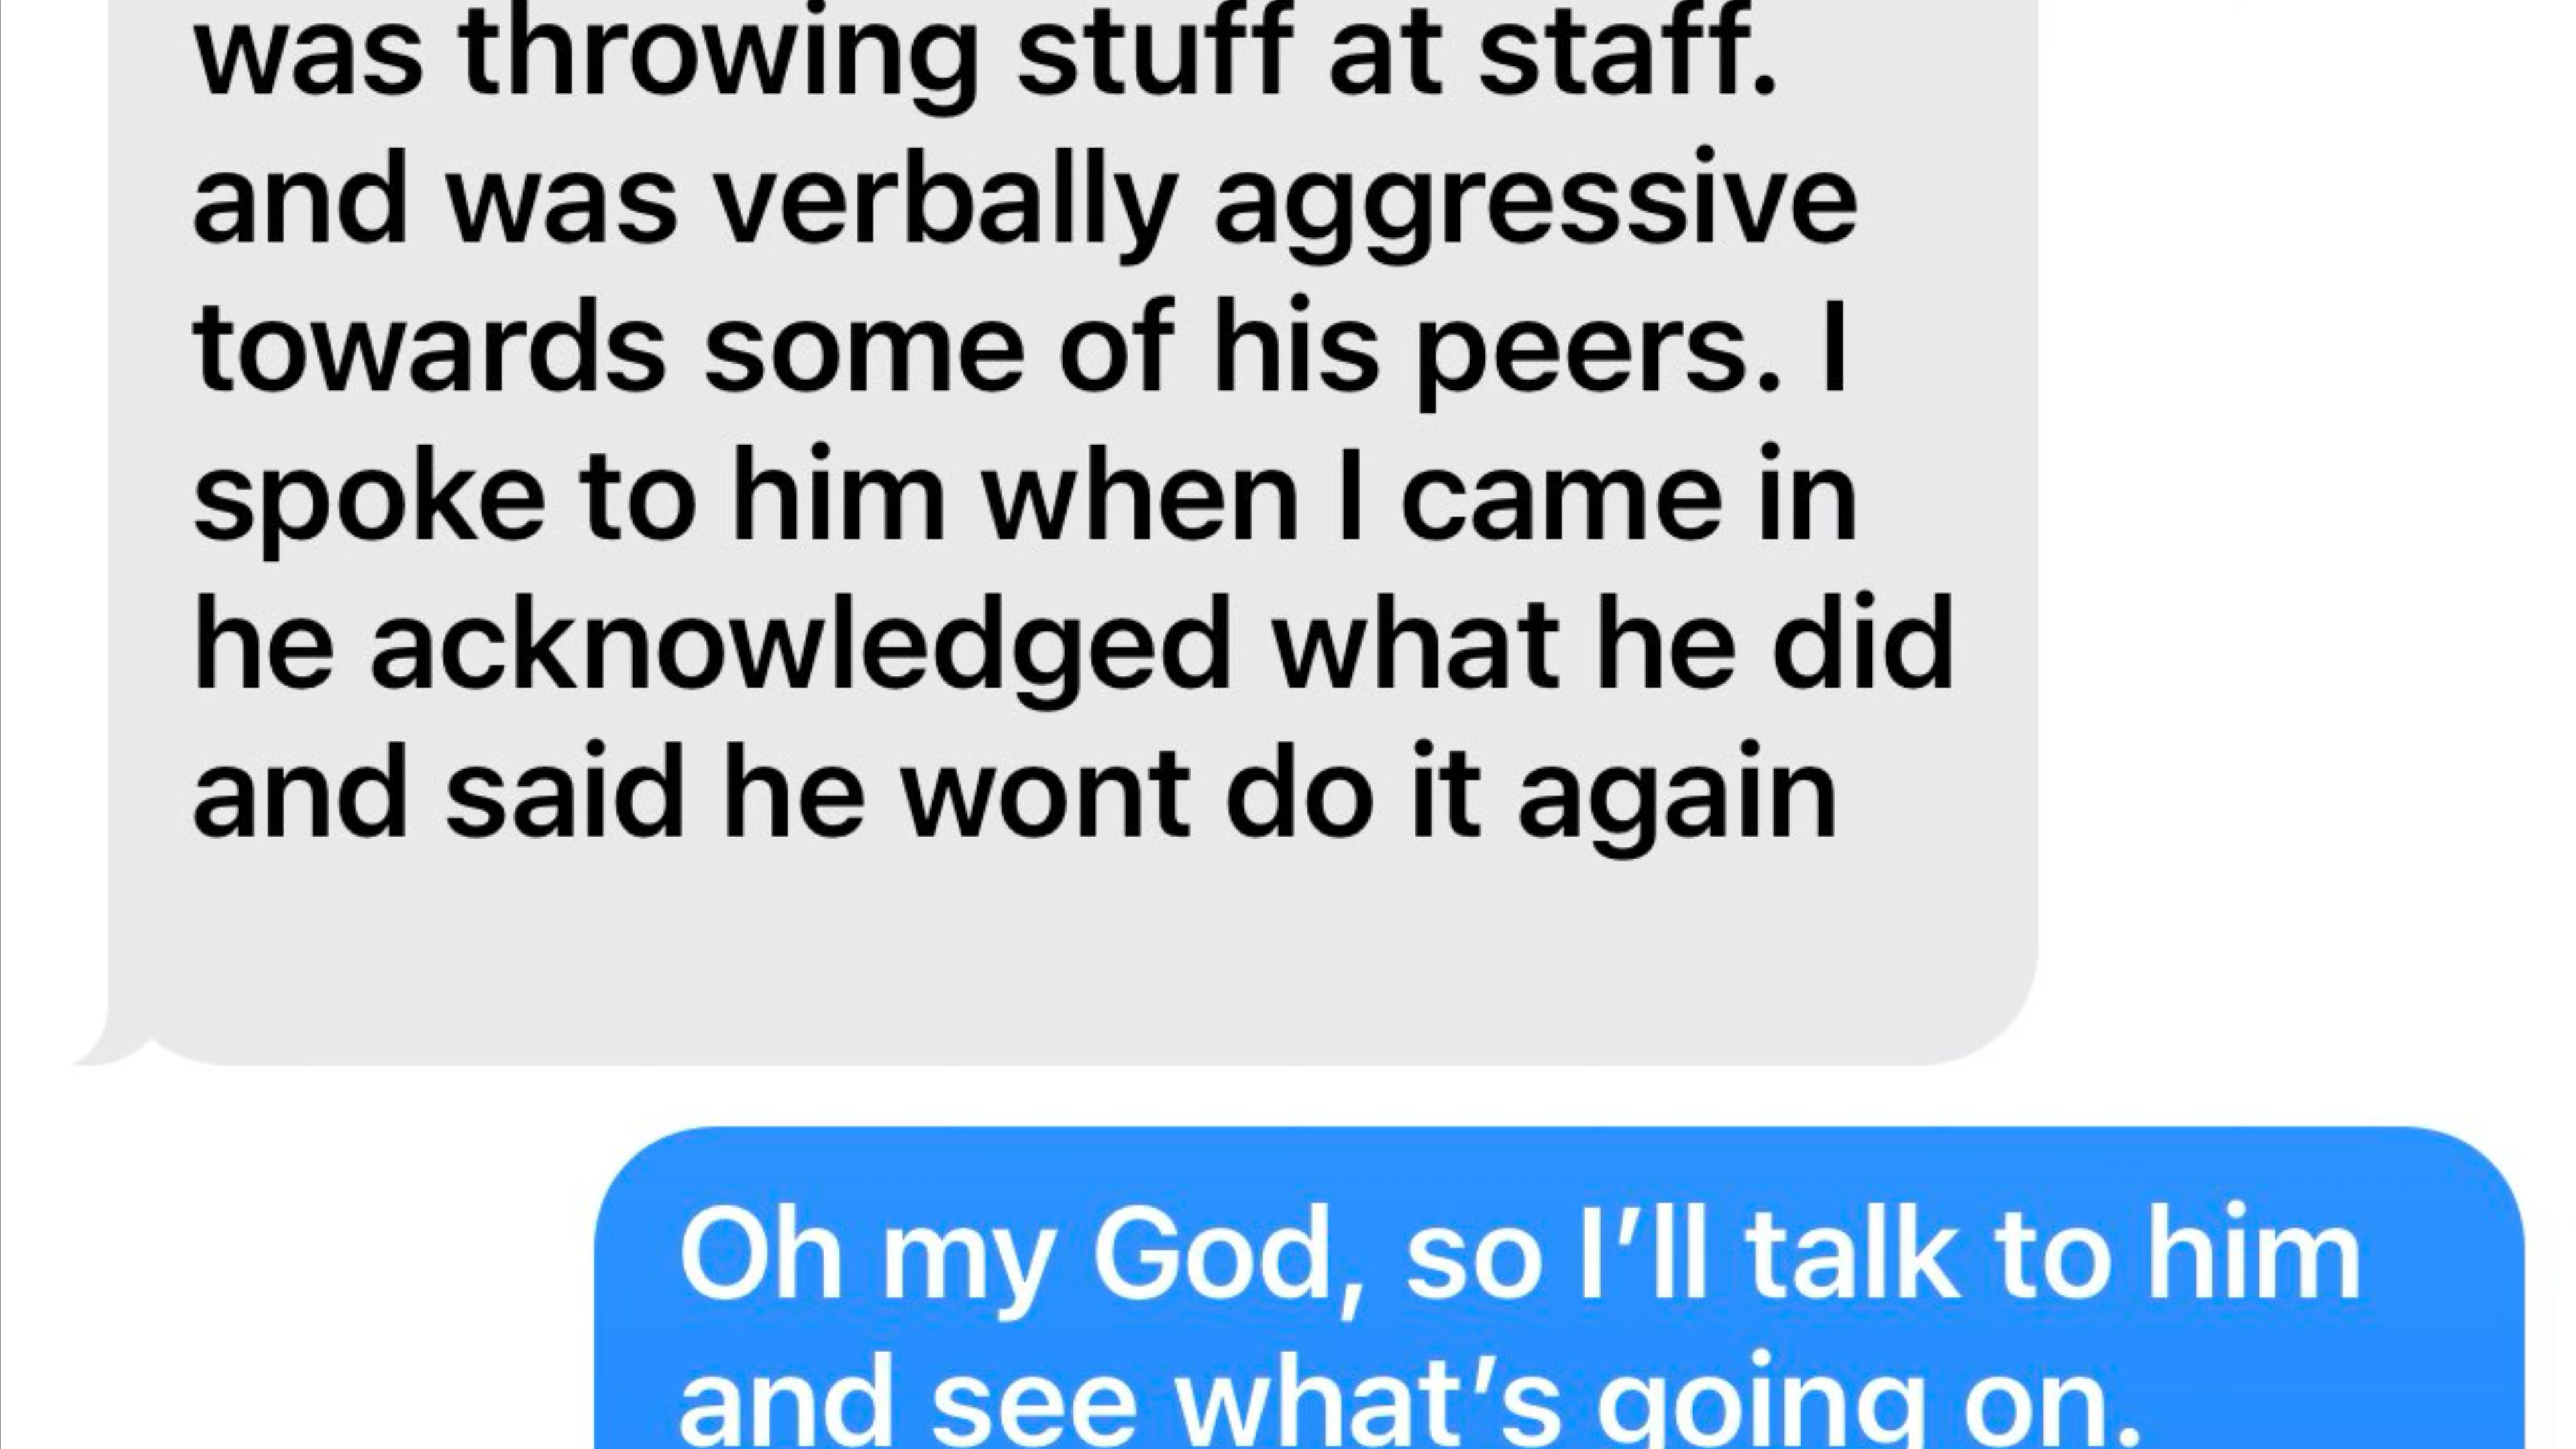 was throwing stuff at staff.
and was verbally aggressive
towards some of his peers. I
spoke to him when I came in
he acknowledged what he did
and said he wont do it again
Oh my God, so I’ll talk to him
and see what’s going on.